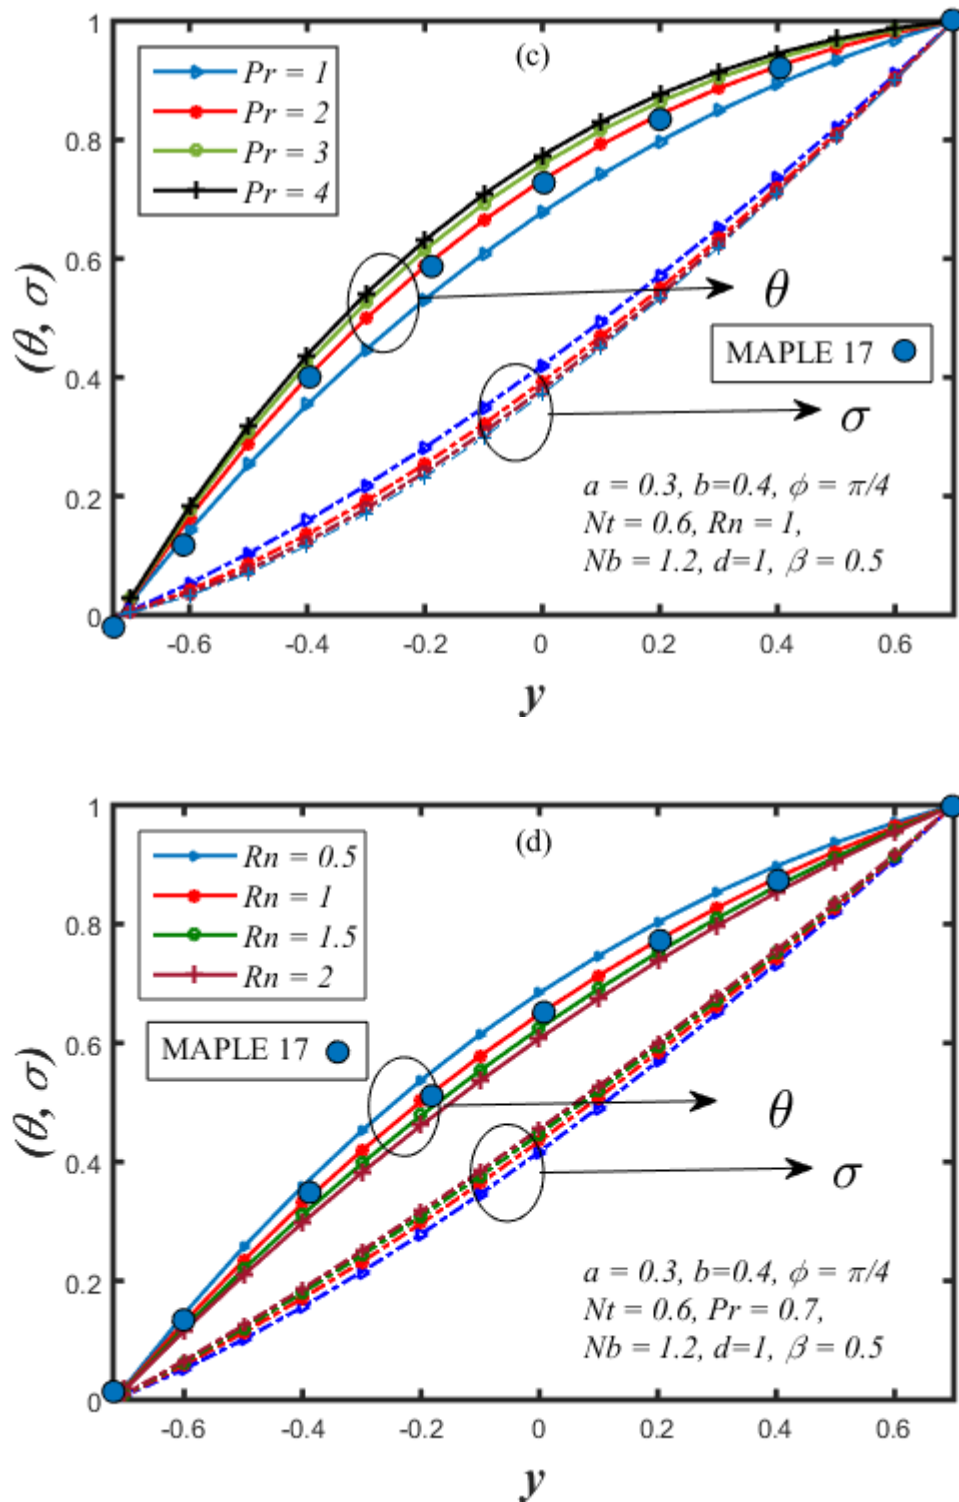 (c)
Pr = 1
Pr = 2
Pr = 3
Pr = 4
1
0.8
0.6
0.4
0.2
0
(θ, σ)
θ
MAPLE 17
σ
a = 0.3, b=0.4, ϕ = π/4
Nt = 0.6, Rn = 1,
Nb = 1.2, d=1, β = 0.5
-0.6 -0.4 -0.2 0 0.2 0.4 0.6
y
(d)
Rn = 0.5
Rn = 1
Rn = 1.5
Rn = 2
MAPLE 17
1
0.8
0.6
0.4
0.2
0
(θ, σ)
θ
σ
a = 0.3, b=0.4, ϕ = π/4
Nt = 0.6, Pr = 0.7,
Nb = 1.2, d=1, β = 0.5
-0.6 -0.4 -0.2 0 0.2 0.4 0.6
y